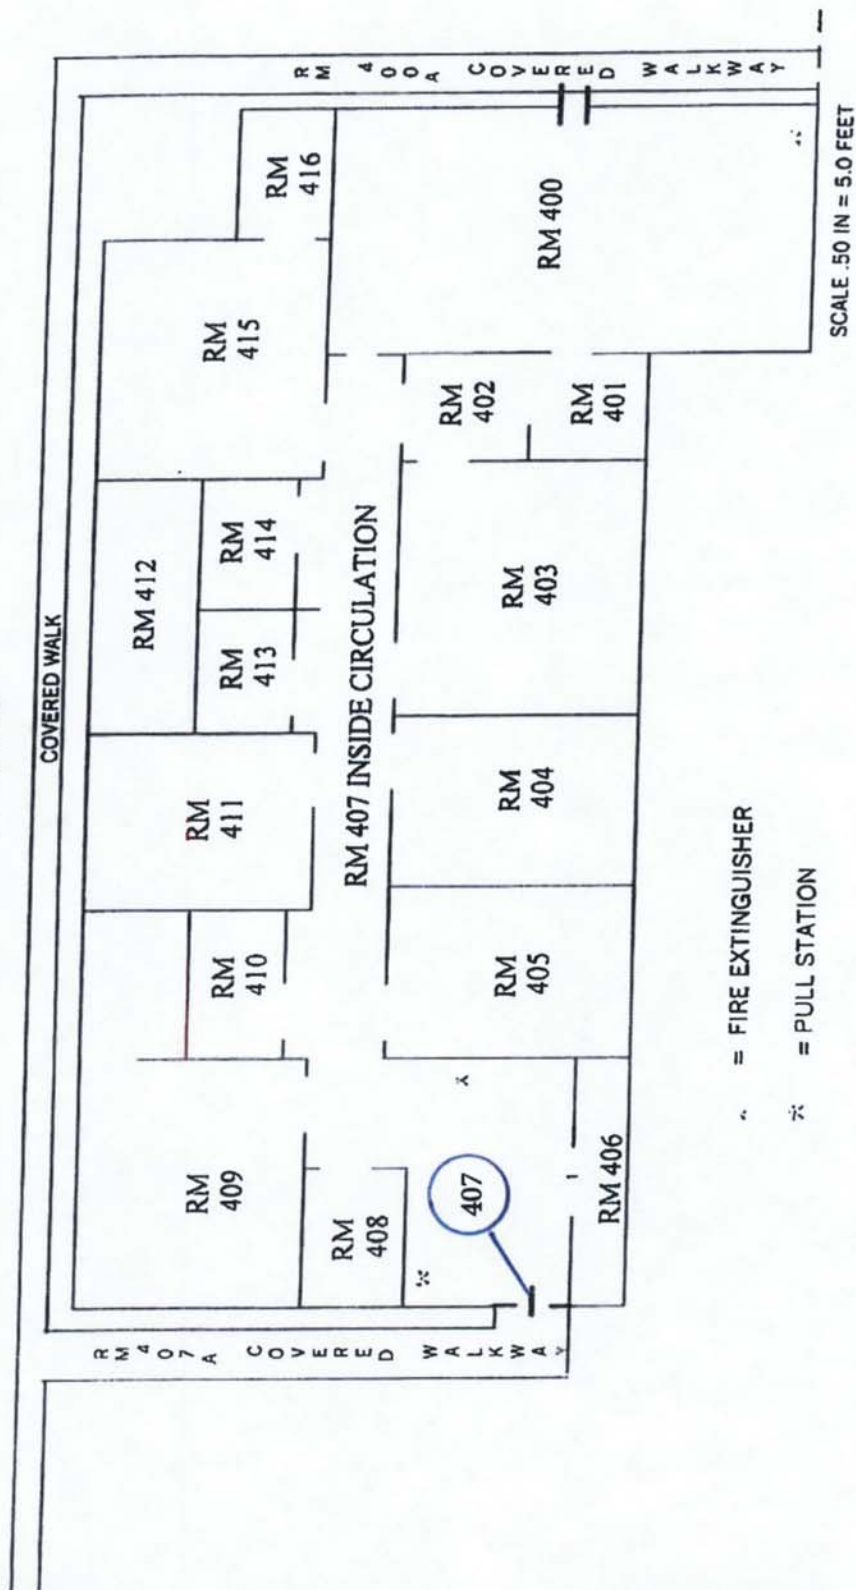 COVERED WALK
RM 400A COVERED WALKWAY
RM
416
RM
415
RM 412
RM
414
RM
413
RM
411
RM
410
RM
409
RM
408
RM 407 INSIDE CIRCULATION
RM 400
RM
402
RM
401
RM
403
RM
404
RM
405
407
RM 406
RM 407A COVERED WALKWAY
= FIRE EXTINGUISHER
= PULL STATION
SCALE .50 IN = 5.0 FEET